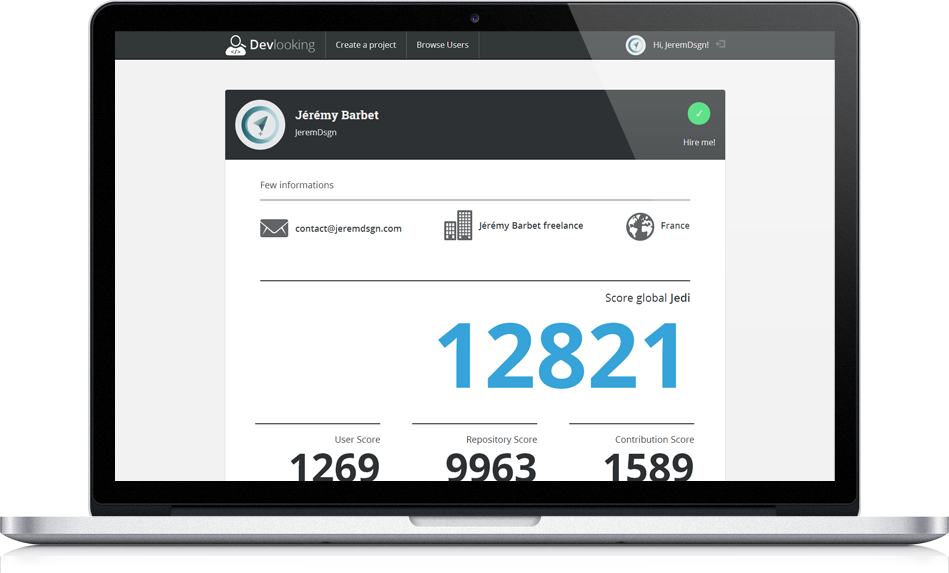 Devlooking
Create a project
Browse Users
Hi, JeremDsgn!
Jérémy Barbet
JeremDsgn
Hire me!
Few informations
contact@jeremdsgn.com
Jérémy Barbet freelance
France
Score global Jedi
12821
User Score
Repository Score
Contribution Score
1269
9963
1589